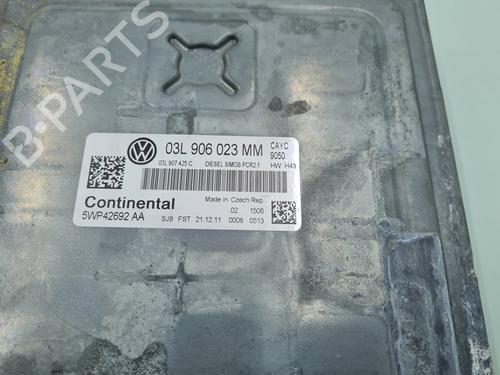 B-PARTS
03L 906 023 MM
CAYC
9050
03L 907 425 C DIESEL SIMOS PCR2.1 HW: H43
Continental
Made in Czech Rep.
02 1506
5WP42692 AA
SJ8 FST 21.12.11 0008 0513